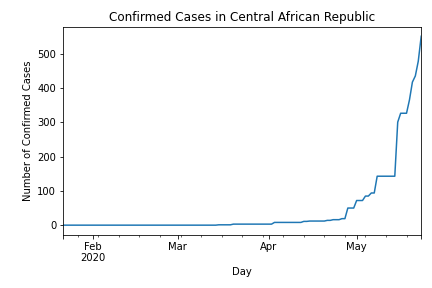 Confirmed Cases in Central African Republic
Number of Confirmed Cases
500
400
300
200
100
0
Feb
2020
Mar
Apr
May
Day